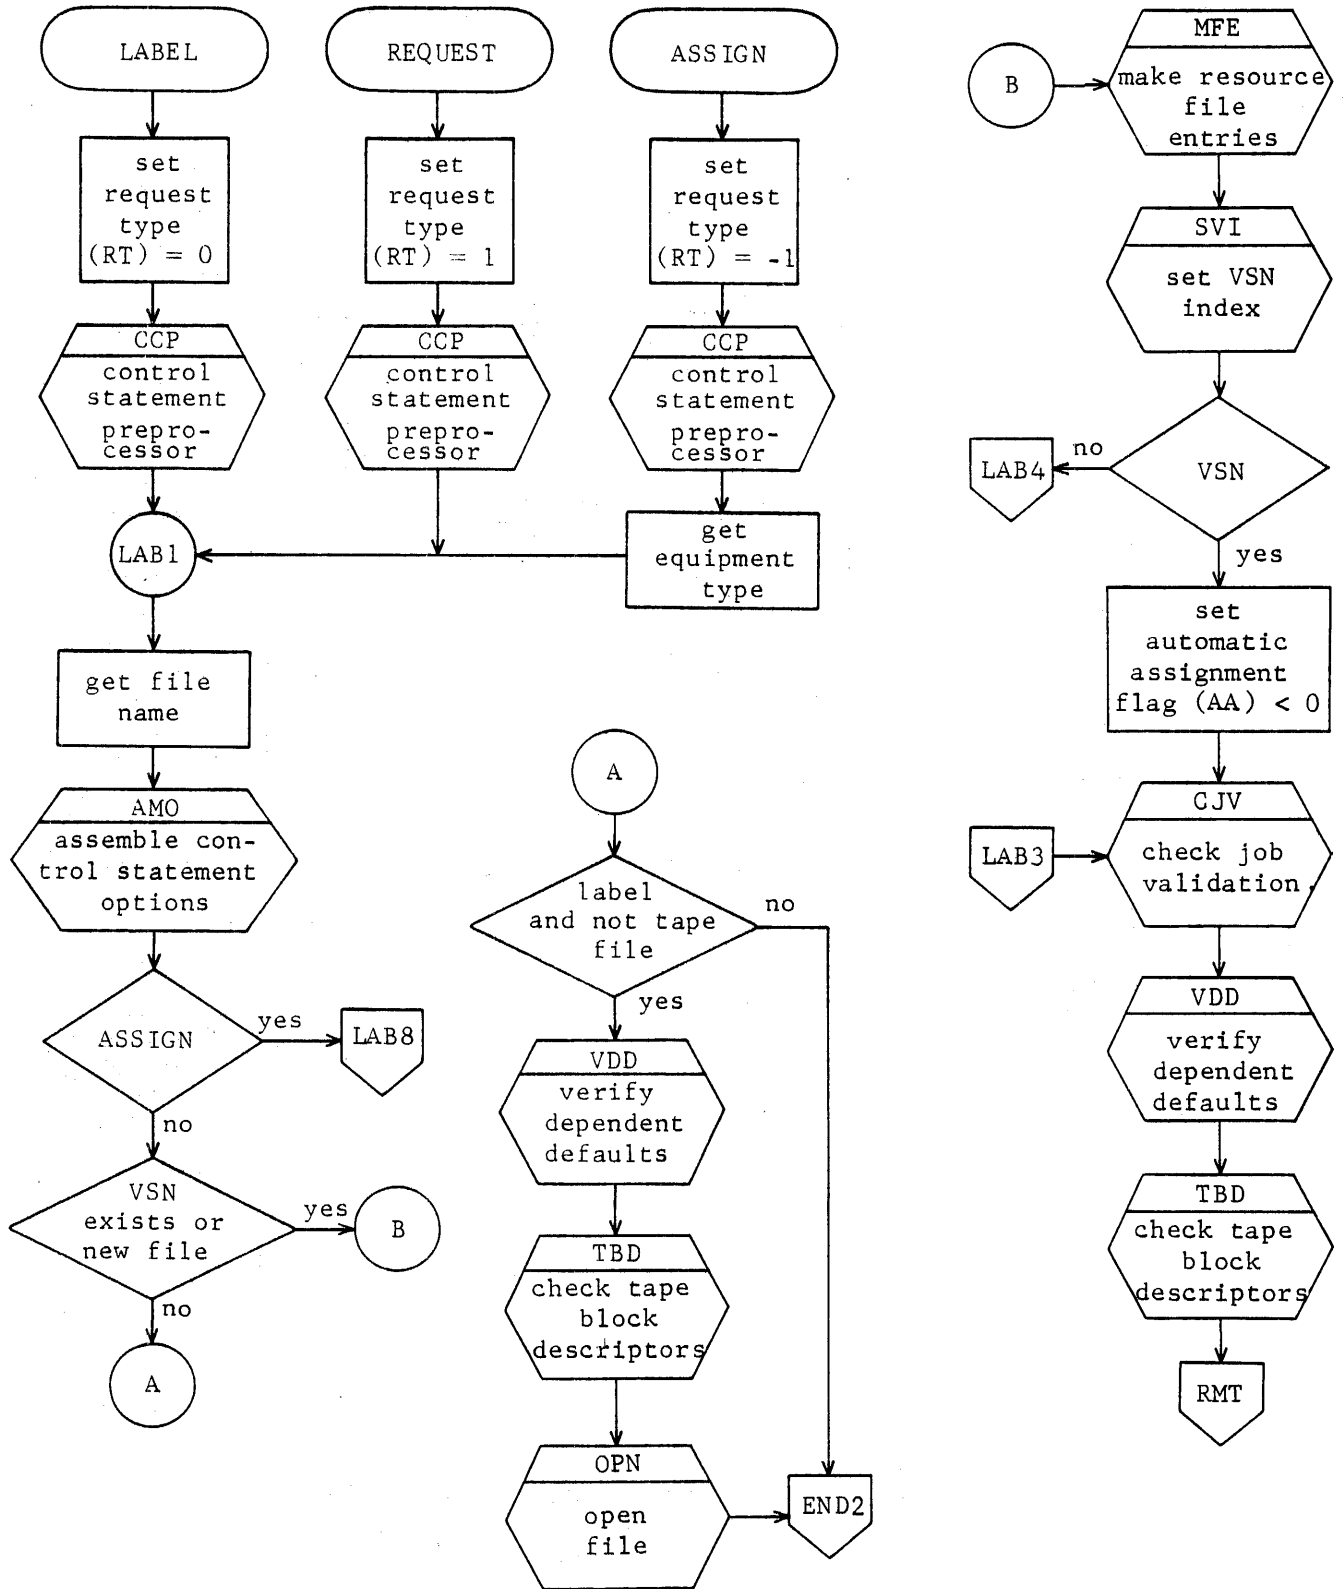 LABEL
set
request
type
(RT) = 0
CCP
control
statement
prepro-
cessor
LAB1
get file
name
AMO
assemble con-
trol statement
options
ASSIGN
yes
LAB8
no
VSN
exists or
new file
yes
B
no
A
REQUEST
set
request
type
(RT) = 1
CCP
control
statement
prepro-
cessor
ASSIGN
set
request
type
(RT) = -1
CCP
control
statement
prepro-
cessor
get
equipment
type
A
label
and not tape
file
no
yes
VDD
verify
dependent
defaults
TBD
check tape
block
descriptors
OPN
open
file
END2
B
MFE
make resource
file
entries
SVI
set VSN
index
VSN
no
LAB4
yes
set
automatic
assignment
flag (AA) < 0
LAB3
CJV
check job
validation.
VDD
verify
dependent
defaults
TBD
check tape
block
descriptors
RMT